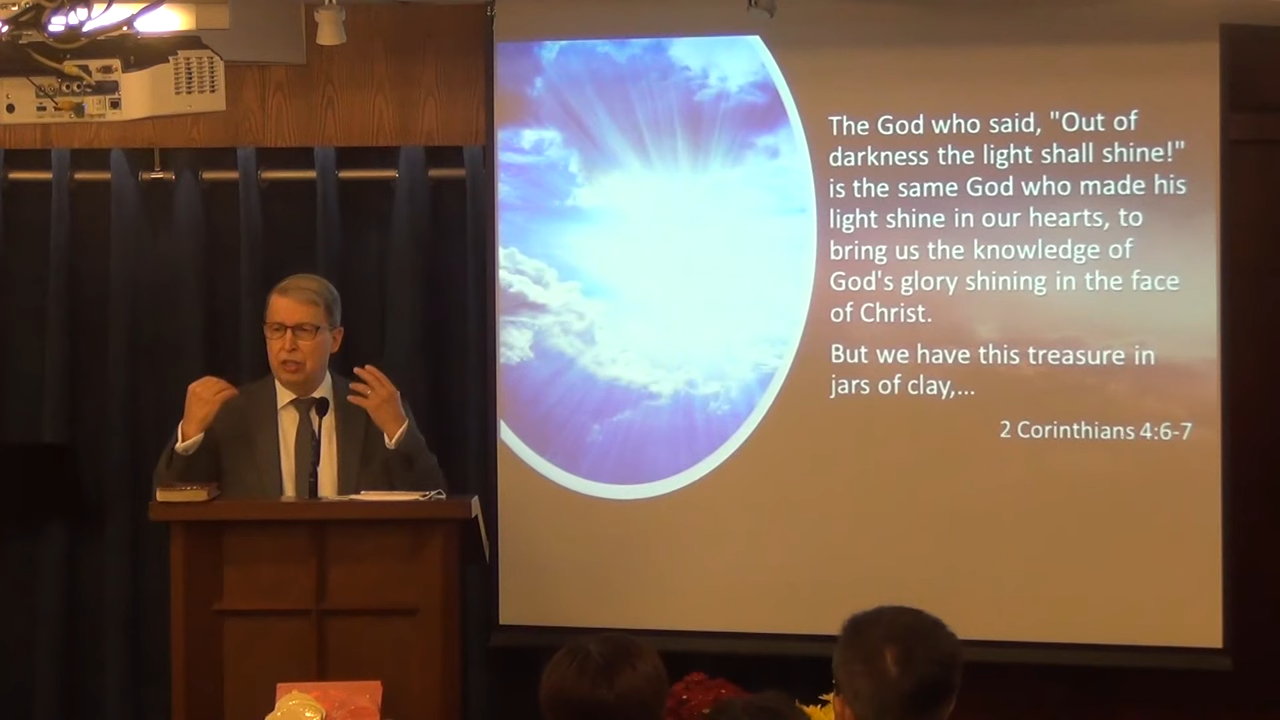 The God who said, "Out of
darkness the light shall shine!"
is the same God who made his
light shine in our hearts, to
bring us the knowledge of
God's glory shining in the face
of Christ.
But we have this treasure in
jars of clay,...
2 Corinthians 4:6-7